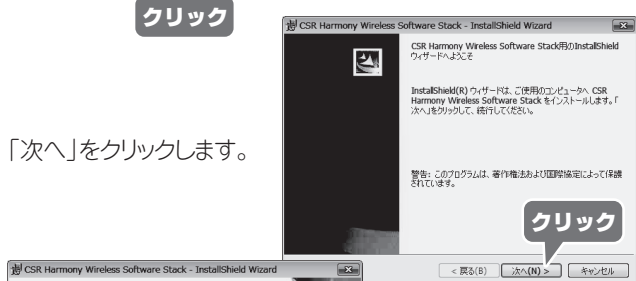 クリック
「次へ」をクリックします。
CSR Harmony Wireless Software Stack - InstallShield Wizard
CSR Harmony Wireless Software Stack用のInstallShield
ウィザードへようこそ
InstallShield(R) ウィザードは、ご使用のコンピュータへ CSR
Harmony Wireless Software Stack をインストールします。「
次へ」をクリックして、続行してください。
警告: このプログラムは、著作権法および国際協定によって保護
されています。
クリック
< 戻る(B)
次へ(N) >
キャンセル
CSR Harmony Wireless Software Stack - InstallShield Wizard